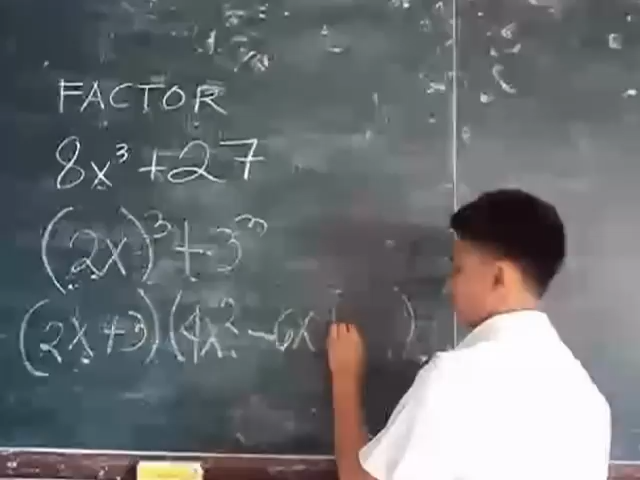 FACTOR
8x³ + 27
(2x)³ + 3³
(2x + 3)(4x² - 6x )